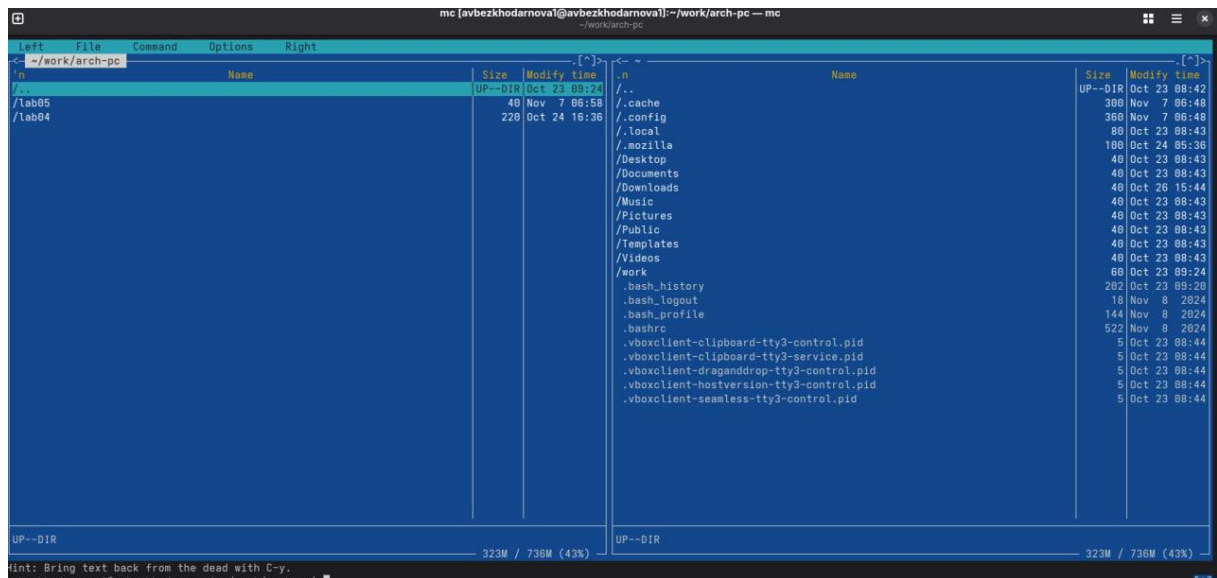 mc [avbezkhodarnova1@avbezkhodarnova1]:~/work/arch-pc — mc
~/work/arch-pc
Left File Command Options Right
<- ~/work/arch-pc .[^]>
'n Name Size Modify time
/.. UP--DIR Oct 23 09:24
/lab05 40 Nov 7 06:58
/lab04 220 Oct 24 16:36
UP--DIR
323M / 736M (43%)
<- ~ .[^]>
.n Name Size Modify time
/.. UP--DIR Oct 23 08:42
/.cache 300 Nov 7 06:48
/.config 360 Nov 7 06:48
/.local 80 Oct 23 08:43
/.mozilla 100 Oct 24 05:36
/Desktop 40 Oct 23 08:43
/Documents 40 Oct 23 08:43
/Downloads 40 Oct 26 15:44
/Music 40 Oct 23 08:43
/Pictures 40 Oct 23 08:43
/Public 40 Oct 23 08:43
/Templates 40 Oct 23 08:43
/Videos 40 Oct 23 08:43
/work 60 Oct 23 09:24
.bash_history 202 Oct 23 09:20
.bash_logout 18 Nov 8 2024
.bash_profile 144 Nov 8 2024
.bashrc 522 Nov 8 2024
.vboxclient-clipboard-tty3-control.pid 5 Oct 23 08:44
.vboxclient-clipboard-tty3-service.pid 5 Oct 23 08:44
.vboxclient-draganddrop-tty3-control.pid 5 Oct 23 08:44
.vboxclient-hostversion-tty3-control.pid 5 Oct 23 08:44
.vboxclient-seamless-tty3-control.pid 5 Oct 23 08:44
UP--DIR
323M / 736M (43%)
Hint: Bring text back from the dead with C-y.